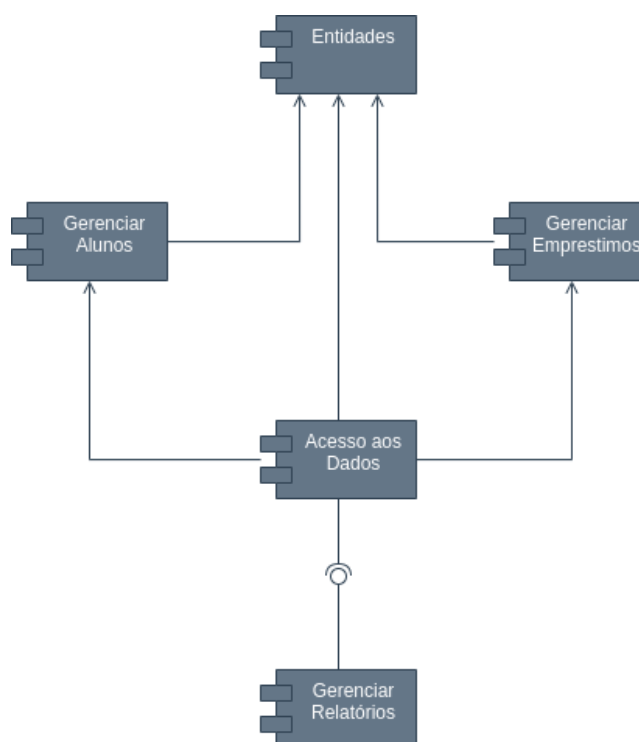 Entidades
Gerenciar
Alunos
Gerenciar
Emprestimos
Acesso aos
Dados
Gerenciar
Relatórios